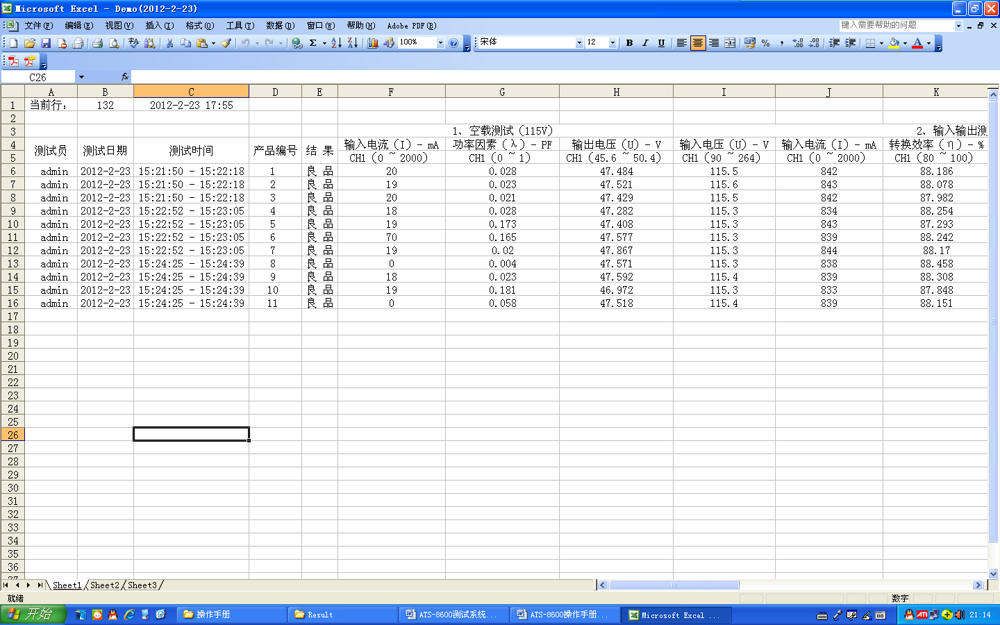 Microsoft Excel - Demo(2012-2-23)
文件(F) 编辑(E) 视图(V) 插入(I) 格式(O) 工具(T) 数据(D) 窗口(W) 帮助(H) Adobe PDF(B) 键入需要帮助的问题
100% 宋体 12 B I U
C26 fx
A B C D E F G H I J K
1 当前行: 132 2012-2-23 17:55
2
3 1、空载测试（115V） 2、输入输出测
4 测试员 测试日期 测试时间 产品编号 结 果 输入电流（I）- mA 功率因素（λ）- PF 输出电压（U）- V 输入电压（U）- V 输入电流（I）- mA 转换效率（η）- %
5 CH1（0 ~ 2000） CH1（0 ~ 1） CH1（45.6 ~ 50.4） CH1（90 ~ 264） CH1（0 ~ 2000） CH1（80 ~ 100）
6 admin 2012-2-23 15:21:50 - 15:22:18 1 良 品 20 0.028 47.484 115.5 842 88.186
7 admin 2012-2-23 15:21:50 - 15:22:18 2 良 品 19 0.023 47.521 115.6 843 88.078
8 admin 2012-2-23 15:21:50 - 15:22:18 3 良 品 20 0.021 47.429 115.5 842 87.982
9 admin 2012-2-23 15:22:52 - 15:23:05 4 良 品 18 0.028 47.282 115.3 834 88.254
10 admin 2012-2-23 15:22:52 - 15:23:05 5 良 品 19 0.173 47.408 115.3 843 87.293
11 admin 2012-2-23 15:22:52 - 15:23:05 6 良 品 70 0.165 47.577 115.3 839 88.242
12 admin 2012-2-23 15:22:52 - 15:23:05 7 良 品 19 0.02 47.867 115.3 844 88.17
13 admin 2012-2-23 15:24:25 - 15:24:39 8 良 品 0 0.004 47.571 115.3 838 88.458
14 admin 2012-2-23 15:24:25 - 15:24:39 9 良 品 18 0.023 47.592 115.4 839 88.308
15 admin 2012-2-23 15:24:25 - 15:24:39 10 良 品 19 0.181 46.972 115.3 833 87.848
16 admin 2012-2-23 15:24:25 - 15:24:39 11 良 品 0 0.058 47.518 115.4 839 88.151
17
18
19
20
21
22
23
24
25
26
27
28
29
30
31
32
33
34
35
36
37
Sheet1 Sheet2 Sheet3
就绪 数字
开始 操作手册 Result ATS-8600测试系统... ATS-8600操作手册... Microsoft Excel ... ATI 21:14